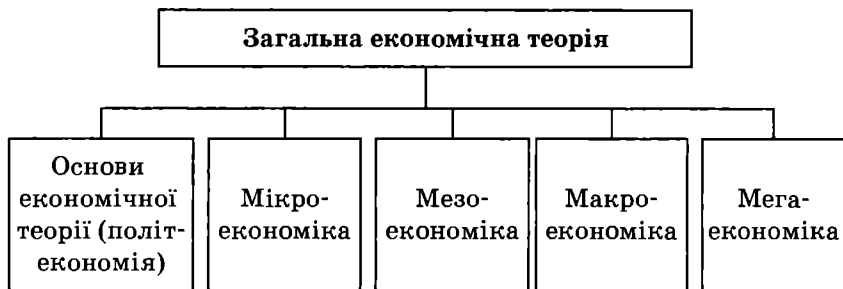 Загальна економічна теорія
Основи
економічної
теорії (політ-
економія)
Мікро-
економіка
Мезо-
економіка
Макро-
економіка
Мега-
економіка